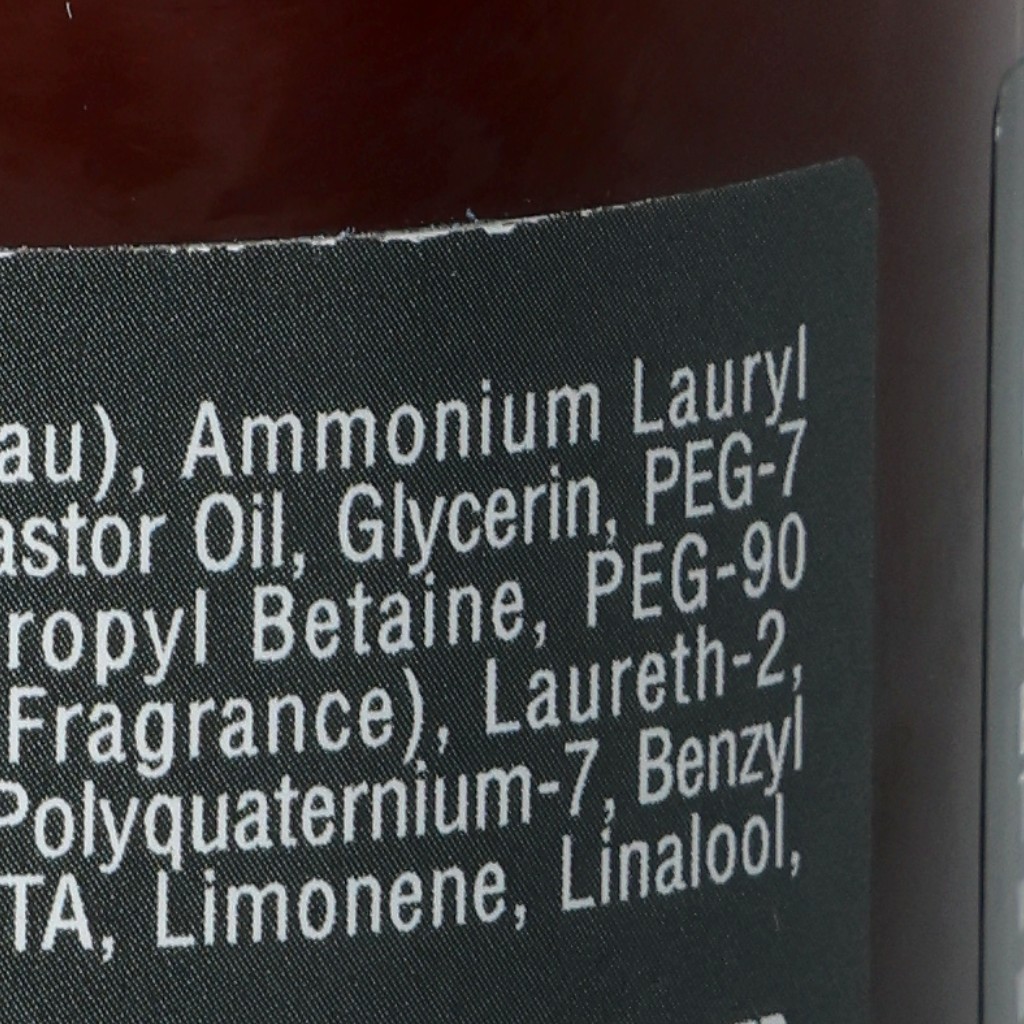 au), Ammonium Lauryl
astor Oil, Glycerin, PEG-7
ropyl Betaine, PEG-90
Fragrance), Laureth-2,
Polyquaternium-7, Benzyl
TA, Limonene, Linalool,